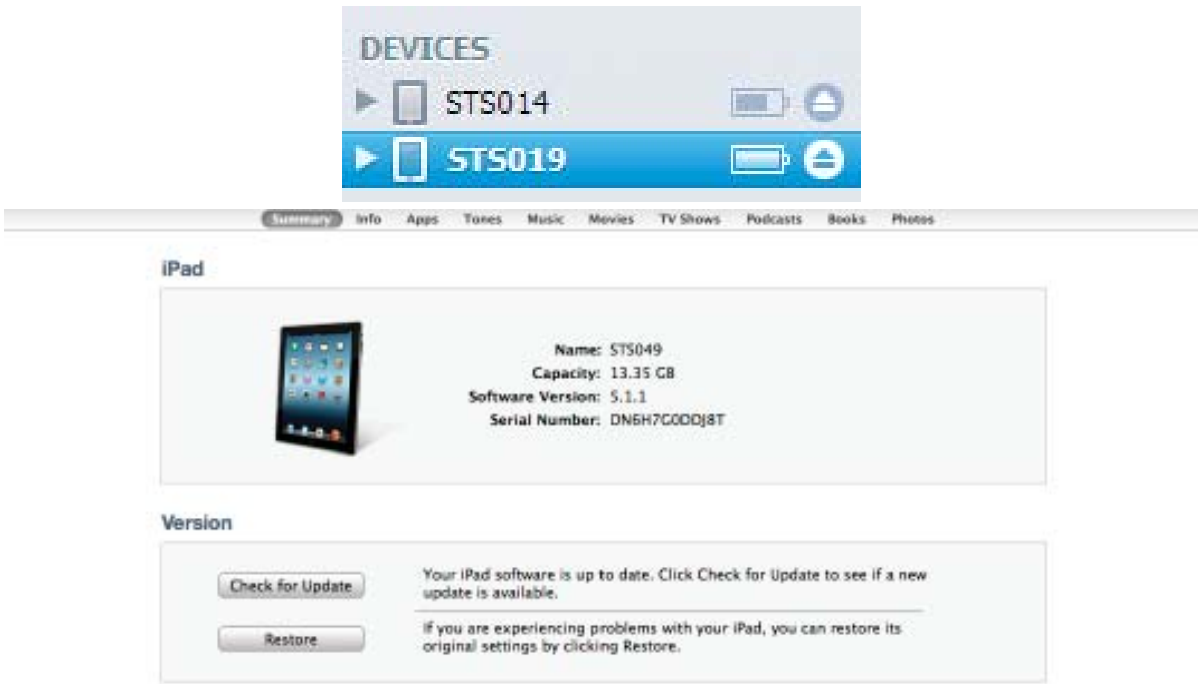 DEVICES
STS014
STS019
Summary Info Apps Tones Music Movies TV Shows Podcasts Books Photos
iPad
Name: STS049
Capacity: 13.35 GB
Software Version: 5.1.1
Serial Number:
Version
Check for Update
Your iPad software is up to date. Click Check for Update to see if a new
update is available.
Restore
If you are experiencing problems with your iPad, you can restore its
original settings by clicking Restore.